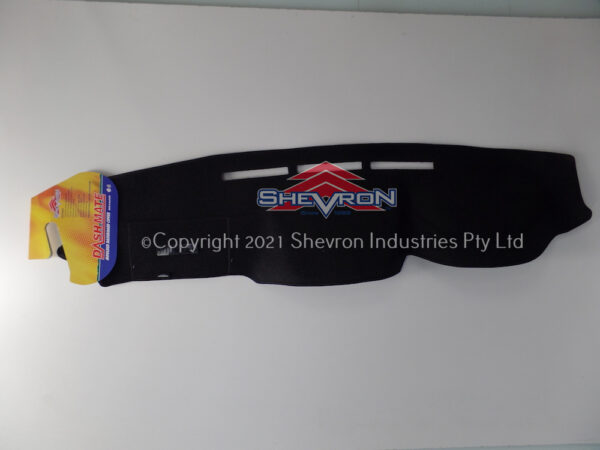 SHEVRON
DASHMATE
©Copyright 2021 Shevron Industries Pty Ltd